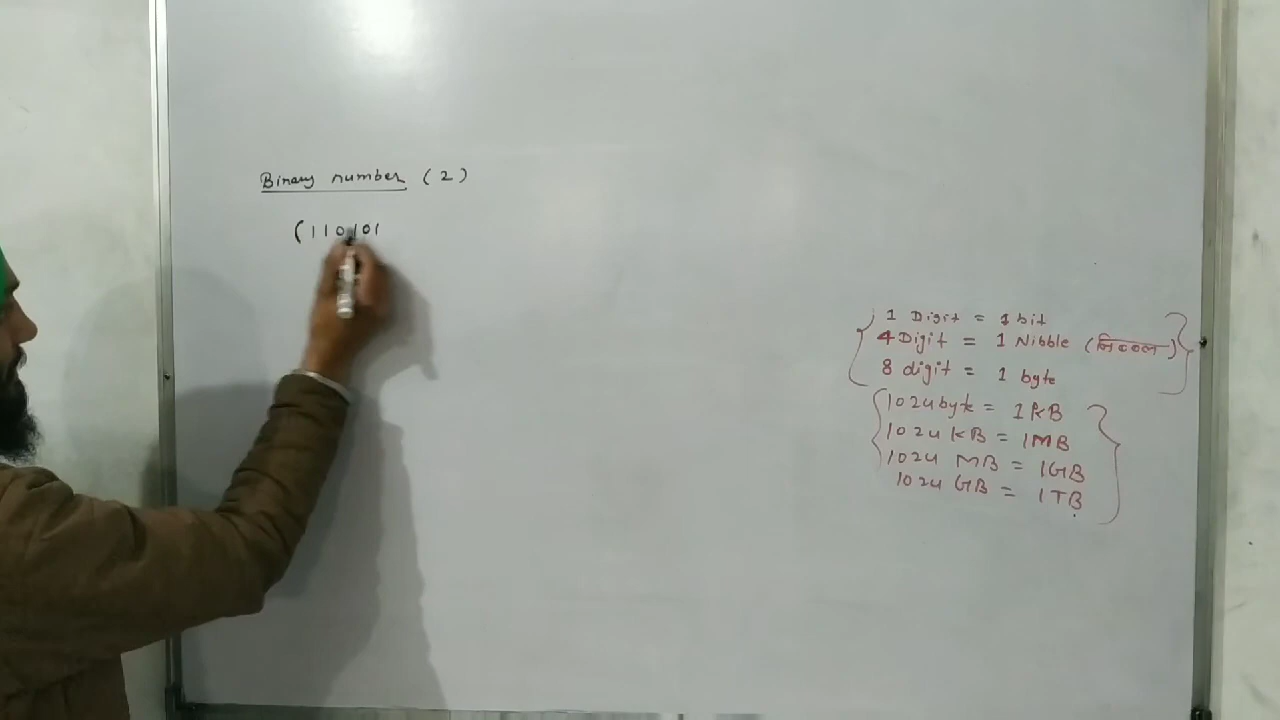 Binary number (2)
(110101
1 Digit = 1 bit
4 Digit = 1 Nibble (निब्बल)
8 digit = 1 byte
1024 byte = 1KB
1024 KB = 1MB
1024 MB = 1GB
1024 GB = 1TB